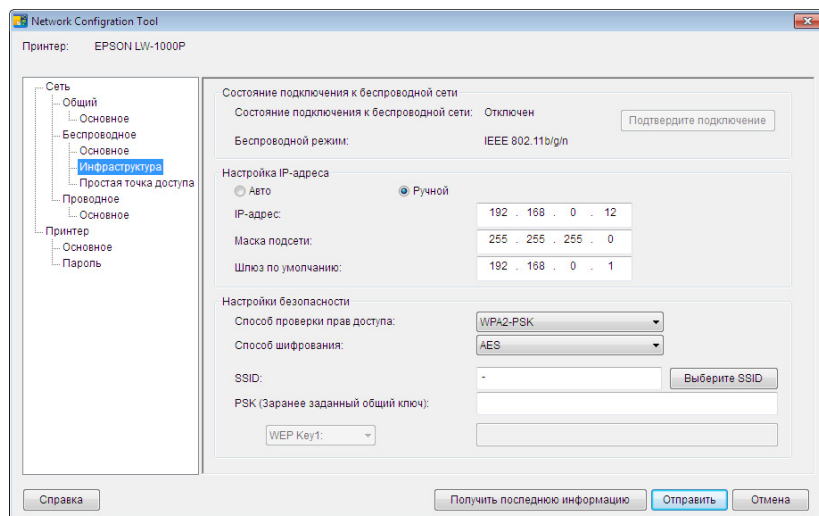 Network Configration Tool
Принтер: EPSON LW-1000P
Сеть
Общий
Основное
Беспроводное
Основное
Инфраструктура
Простая точка доступа
Проводное
Основное
Принтер
Основное
Пароль
Состояние подключения к беспроводной сети
Состояние подключения к беспроводной сети: Отключен
Подтвердите подключение
Беспроводной режим: IEEE 802.11b/g/n
Настройка IP-адреса
Авто Ручной
IP-адрес: 192 . 168 . 0 . 12
Маска подсети: 255 . 255 . 255 . 0
Шлюз по умолчанию: 192 . 168 . 0 . 1
Настройки безопасности
Способ проверки прав доступа: WPA2-PSK
Способ шифрования: AES
SSID: - Выберите SSID
PSK (Заранее заданный общий ключ):
WEP Key1:
Справка Получить последнюю информацию Отправить Отмена